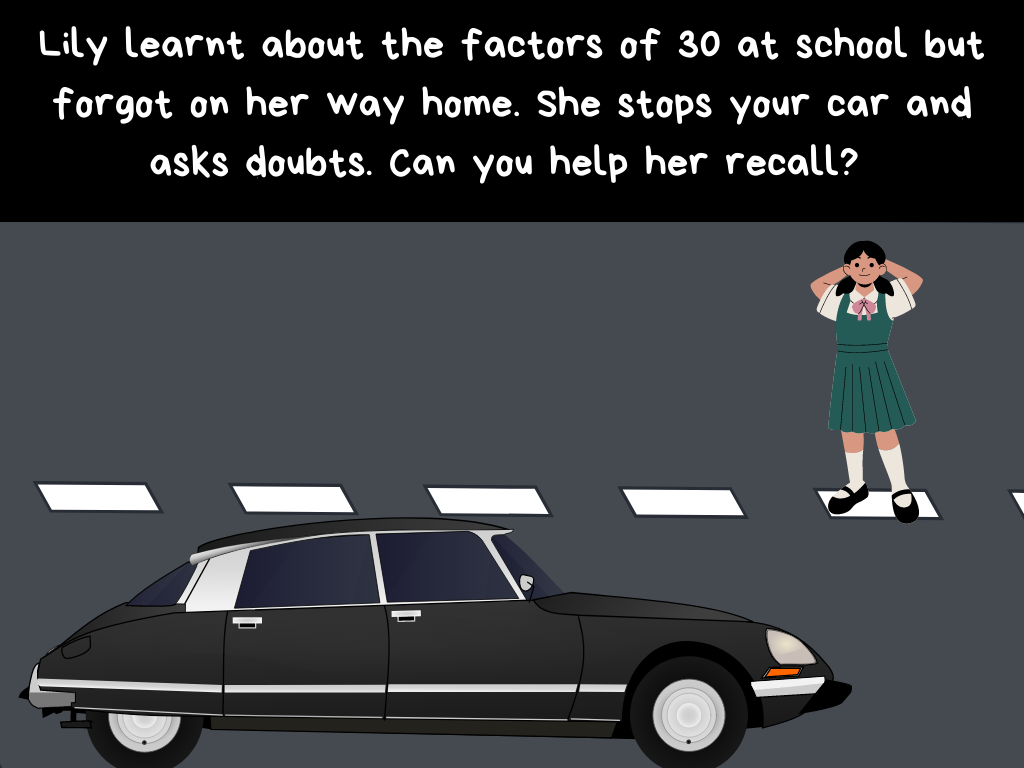 Lily learnt about the factors of 30 at school but
forgot on her way home. She stops your car and
asks doubts. Can you help her recall?